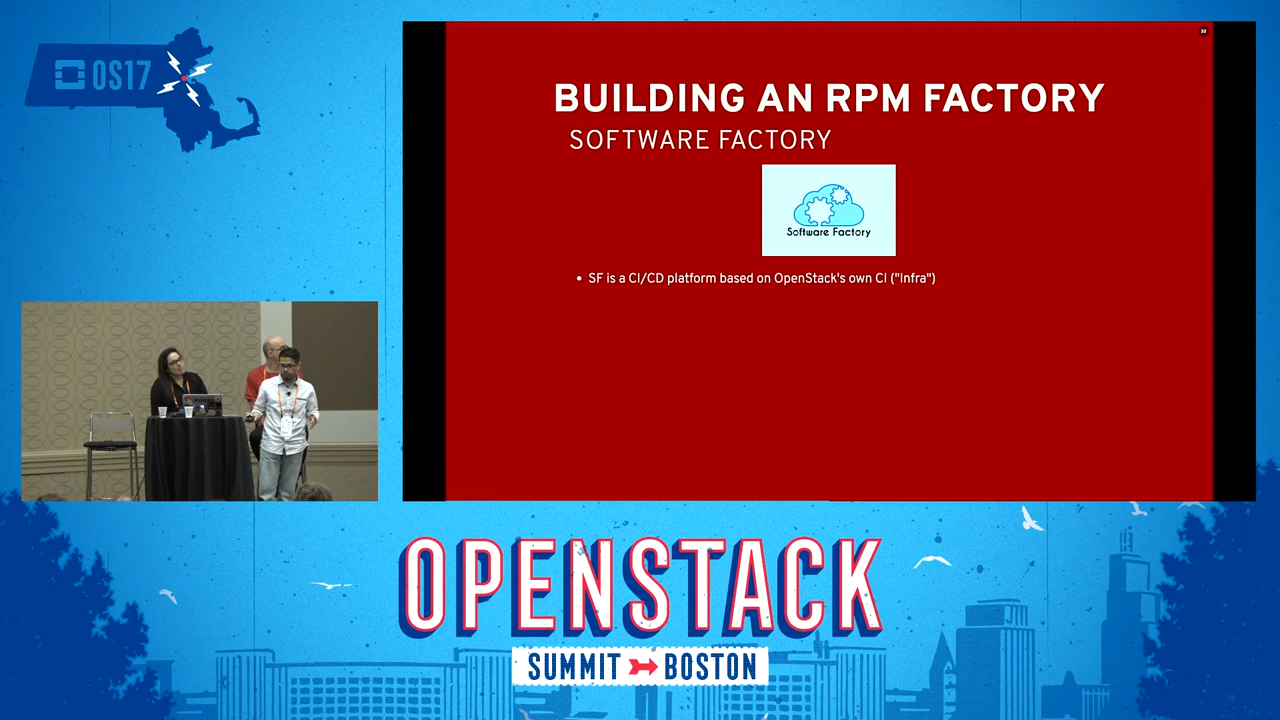 OS17
BUILDING AN RPM FACTORY
SOFTWARE FACTORY
Software Factory
• SF is a CI/CD platform based on OpenStack's own CI ("Infra")
OPENSTACK
SUMMIT BOSTON